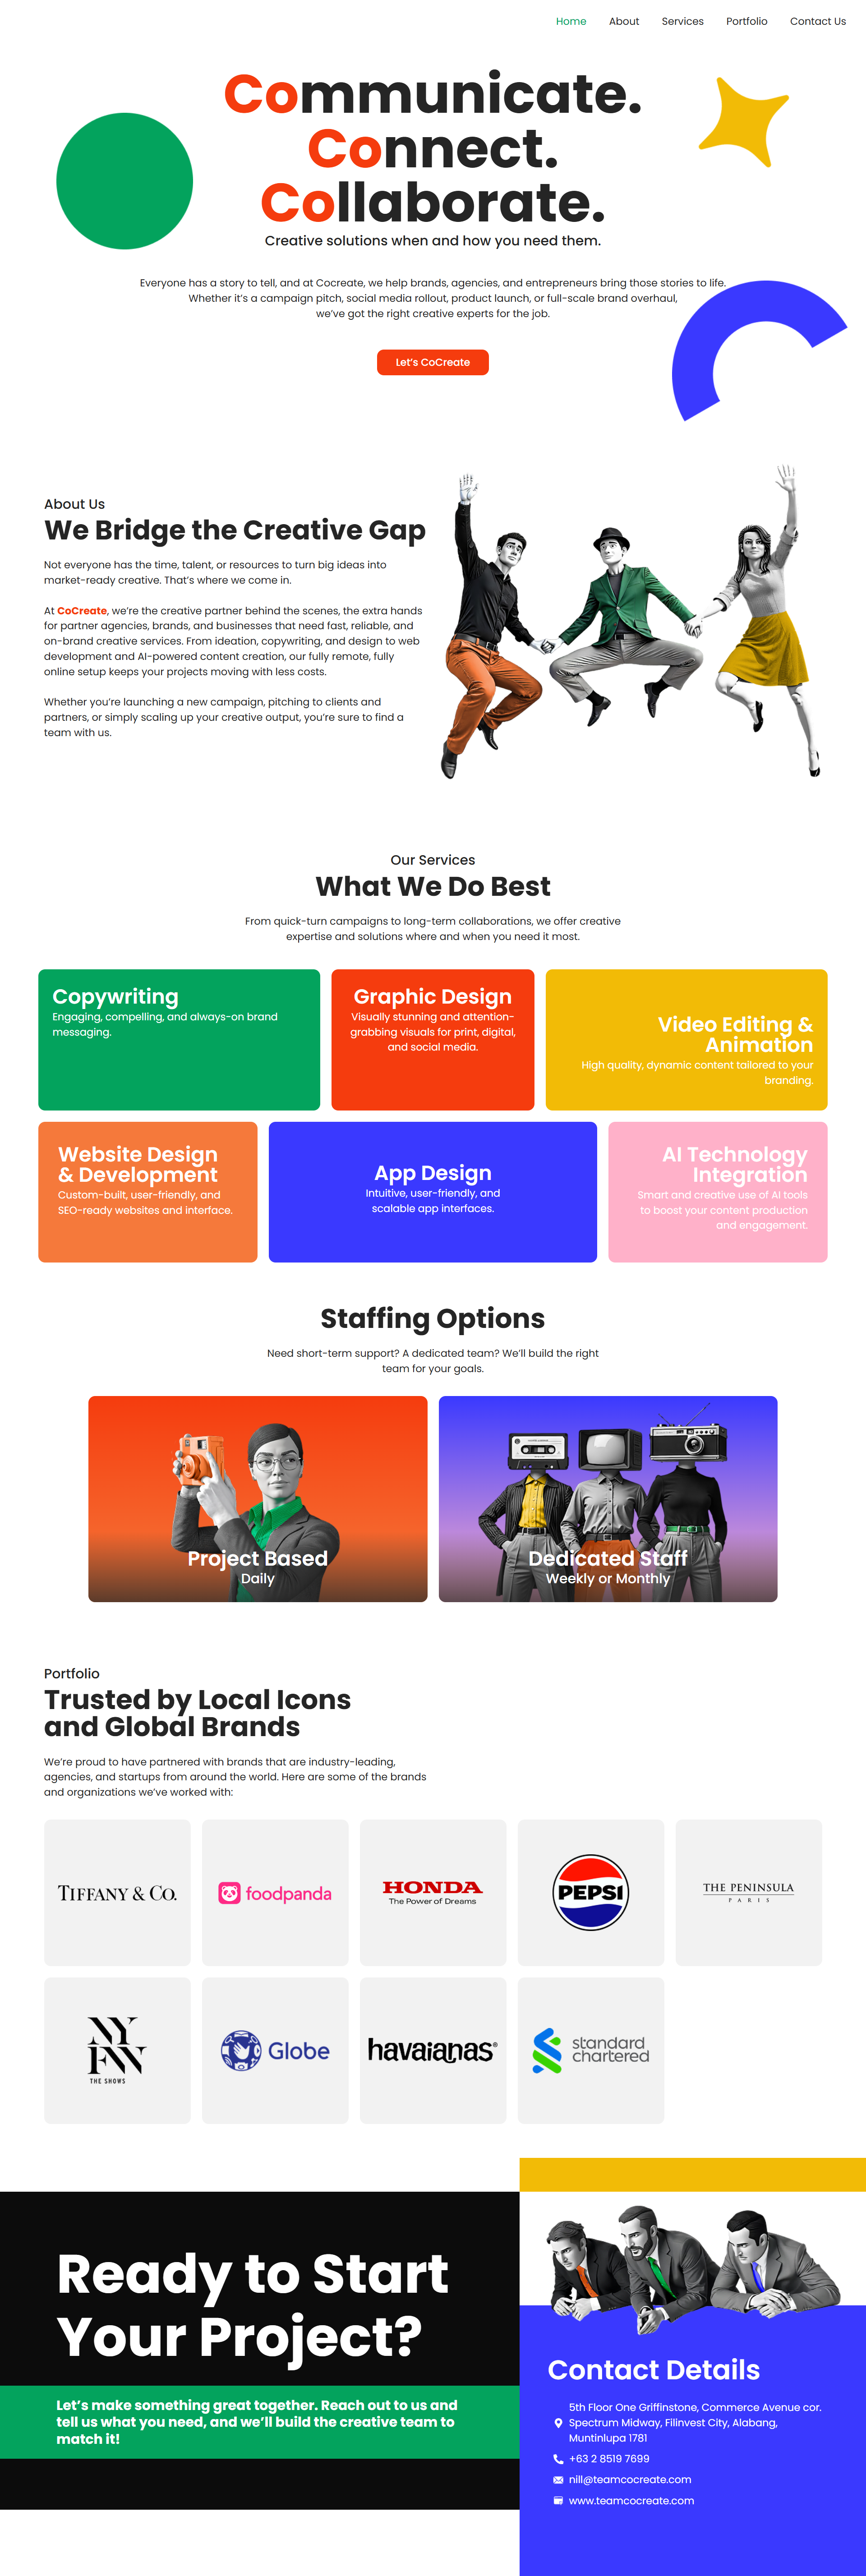 Home About Services Portfolio Contact Us
Communicate.
Connect.
Collaborate.
Creative solutions when and how you need them.
Everyone has a story to tell, and at Cocreate, we help brands, agencies, and entrepreneurs bring those stories to life.
Whether it’s a campaign pitch, social media rollout, product launch, or full-scale brand overhaul,
we’ve got the right creative experts for the job.
Let’s CoCreate
About Us
We Bridge the Creative Gap
Not everyone has the time, talent, or resources to turn big ideas into
market-ready creative. That’s where we come in.
At CoCreate, we’re the creative partner behind the scenes, the extra hands
for partner agencies, brands, and businesses that need fast, reliable, and
on-brand creative services. From ideation, copywriting, and design to web
development and AI-powered content creation, our fully remote, fully
online setup keeps your projects moving with less costs.
Whether you’re launching a new campaign, pitching to clients and
partners, or simply scaling up your creative output, you’re sure to find a
team with us.
Our Services
What We Do Best
From quick-turn campaigns to long-term collaborations, we offer creative
expertise and solutions where and when you need it most.
Copywriting
Engaging, compelling, and always-on brand
messaging.
Graphic Design
Visually stunning and attention-
grabbing visuals for print, digital,
and social media.
Video Editing &
Animation
High quality, dynamic content tailored to your
branding.
Website Design
& Development
Custom-built, user-friendly, and
SEO-ready websites and interface.
App Design
Intuitive, user-friendly, and
scalable app interfaces.
AI Technology
Integration
Smart and creative use of AI tools
to boost your content production
and engagement.
Staffing Options
Need short-term support? A dedicated team? We’ll build the right
team for your goals.
Project Based
Daily
Dedicated Staff
Weekly or Monthly
Portfolio
Trusted by Local Icons
and Global Brands
We’re proud to have partnered with brands that are industry-leading,
agencies, and startups from around the world. Here are some of the brands
and organizations we’ve worked with:
TIFFANY & CO.
foodpanda
HONDA
The Power of Dreams
PEPSI
THE PENINSULA
PARIS
NYFW
THE SHOWS
Globe
havaianas®
standard
chartered
Ready to Start
Your Project?
Let’s make something great together. Reach out to us and
tell us what you need, and we’ll build the creative team to
match it!
Contact Details
5th Floor One Griffinstone, Commerce Avenue cor.
Spectrum Midway, Filinvest City, Alabang,
Muntinlupa 1781
+63 2 8519 7699
nill@teamcocreate.com
www.teamcocreate.com